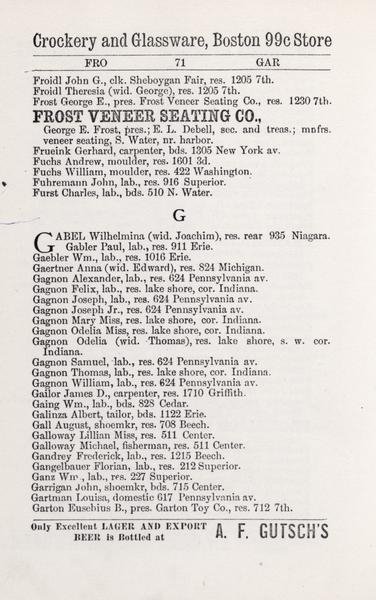 Crockery and Glassware, Boston 99c Store
FRO 71 GAR
Froidl John G., clk. Sheboygan Fair, res. 1205 7th.
Froidl Theresia (wid. George), res. 1205 7th.
Frost George E., pres. Frost Veneer Seating Co., res. 1230 7th.
FROST VENEER SEATING CO.,
George E. Frost, pres.; E. L. Debell, sec. and treas.; mnfrs.
veneer seating, S. Water, nr. harbor.
Frueink Gerhard, carpenter, bds. 1305 New York av.
Fuchs Andrew, moulder, res. 1601 3d.
Fuchs William, moulder, res. 422 Washington.
Fuhremann John, lab., res. 916 Superior.
Furst Charles, lab., bds. 510 N. Water.
G
GABEL Wilhelmina (wid. Joachim), res. rear 935 Niagara.
Gabler Paul, lab., res. 911 Erie.
Gaebler Wm., lab., res. 1016 Erie.
Gaertner Anna (wid. Edward), res. 824 Michigan.
Gagnon Alexander, lab., res. 624 Pennsylvania av.
Gagnon Felix, lab., res. lake shore, cor. Indiana.
Gagnon Joseph, lab., res. 624 Pennsylvania av.
Gagnon Joseph Jr., res. 624 Pennsylvania av.
Gagnon Mary Miss, res. lake shore, cor. Indiana.
Gagnon Odelia Miss, res. lake shore, cor. Indiana.
Gagnon Odelia (wid. Thomas), res. lake shore, s. w. cor.
Indiana.
Gagnon Samuel, lab., res. 624 Pennsylvania av.
Gagnon Thomas, lab., res. lake shore, cor. Indiana.
Gagnon William, lab., res. 624 Pennsylvania av.
Gailor James D., carpenter, res. 1710 Griffith.
Gaing Wm., lab., bds. 828 Cedar.
Galinza Albert, tailor, bds. 1122 Erie.
Gall August, shoemkr, res. 708 Beech.
Galloway Lillian Miss, res. 511 Center.
Galloway Michael, fisherman, res. 511 Center.
Gandrey Frederick, lab., res. 1215 Beech.
Gangelbauer Florian, lab., res. 212 Superior.
Ganz Wm., lab., res. 227 Superior.
Garrigan John, shoemkr, bds. 715 Center.
Gartman Louisa, domestic 617 Pennsylvania av.
Garton Eusebius B., pres. Garton Toy Co., res. 712 7th.
Only Excellent LAGER AND EXPORT
BEER is Bottled at A. F. GUTSCH'S